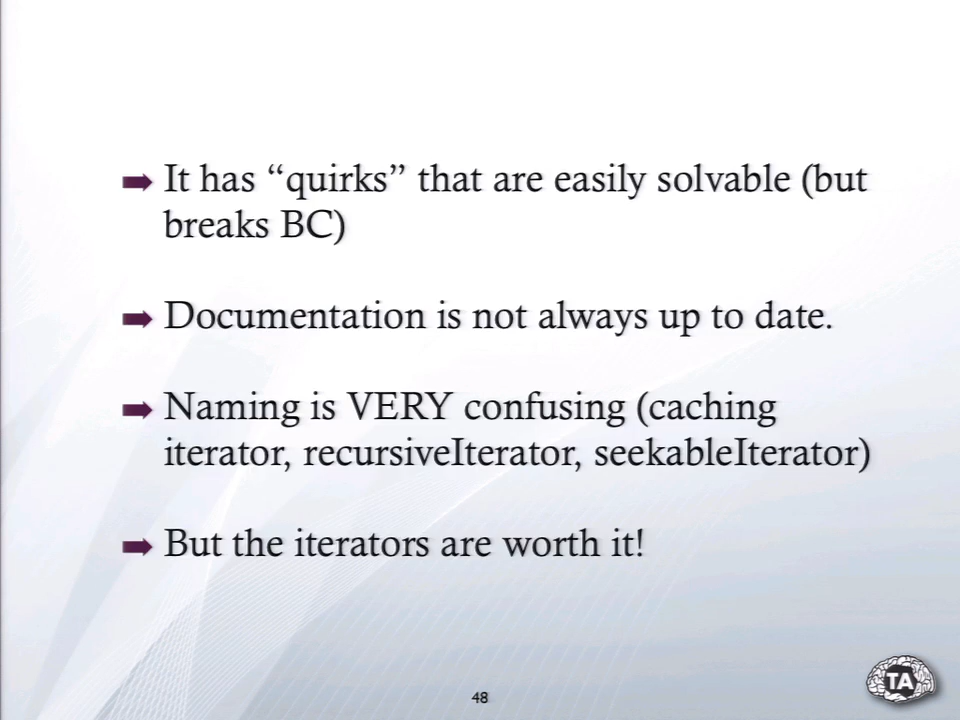 It has “quirks” that are easily solvable (but
breaks BC)
Documentation is not always up to date.
Naming is VERY confusing (caching
iterator, recursiveIterator, seekableIterator)
But the iterators are worth it!
48
TA